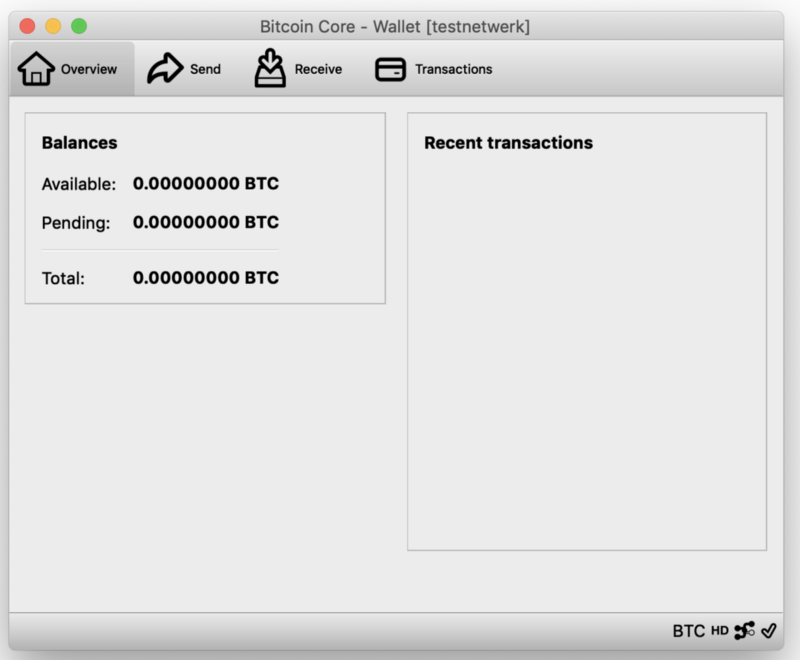 Bitcoin Core - Wallet [testnetwerk]
Overview Send Receive Transactions
Balances
Available: 0.00000000 BTC
Pending: 0.00000000 BTC
Total: 0.00000000 BTC
Recent transactions
BTC HD